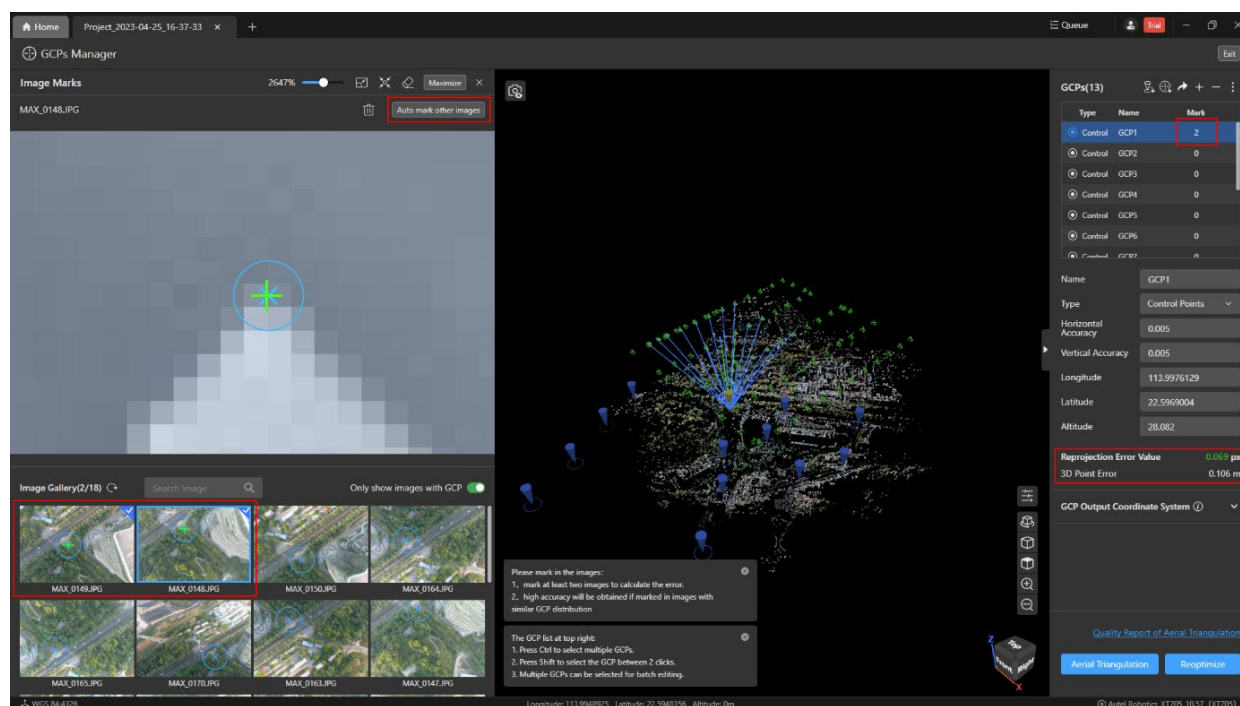 Home
Project_2023-04-25_16-37-33
Queue
Trial
GCPs Manager
Exit
Image Marks
2647%
Maximize
MAX_0148.JPG
Auto mark other images
Image Gallery(2/18)
Search Image
Only show images with GCP
MAX_0149.JPG
MAX_0148.JPG
MAX_0150.JPG
MAX_0164.JPG
MAX_0165.JPG
MAX_0170.JPG
MAX_0163.JPG
MAX_0147.JPG
Please mark in the images:
1、mark at least two images to calculate the error.
2、high accuracy will be obtained if marked in images with
similar GCP distribution
The GCP list at top right:
1. Press Ctrl to select multiple GCPs.
2. Press Shift to select the GCP between 2 clicks.
3. Multiple GCPs can be selected for batch editing.
Z
Top
Front
Right
X
GCPs(13)
Type Name Mark
Control GCP1 2
Control GCP2 0
Control GCP3 0
Control GCP4 0
Control GCP5 0
Control GCP6 0
Control GCP7 0
Name GCP1
Type Control Points
Horizontal
Accuracy 0.005
Vertical Accuracy 0.005
Longitude 113.9976129
Latitude 22.5969004
Altitude 28.082
Reprojection Error Value 0.069 px
3D Point Error 0.106 m
GCP Output Coordinate System
Quality Report of Aerial Triangulation
Aerial Triangulation
Reoptimize
WGS 84:4326
Longitude: 113.9948925 Latitude: 22.5948356 Altitude: 0m
Autel Robotics_XT705_10.57_(XT705)